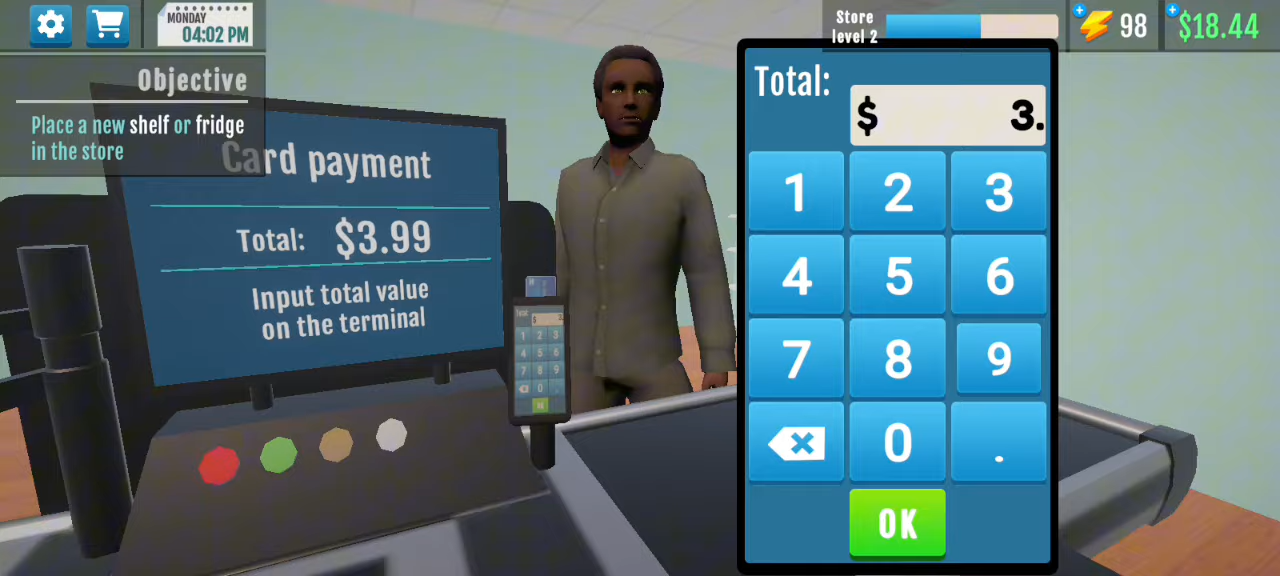 MONDAY
04:02 PM
Store
level 2
98
$18.44
Objective
Place a new shelf or fridge
in the store
Card payment
Total: $3.99
Input total value
on the terminal
Total:
$ 3.
1 2 3
4 5 6
7 8 9
0 .
OK